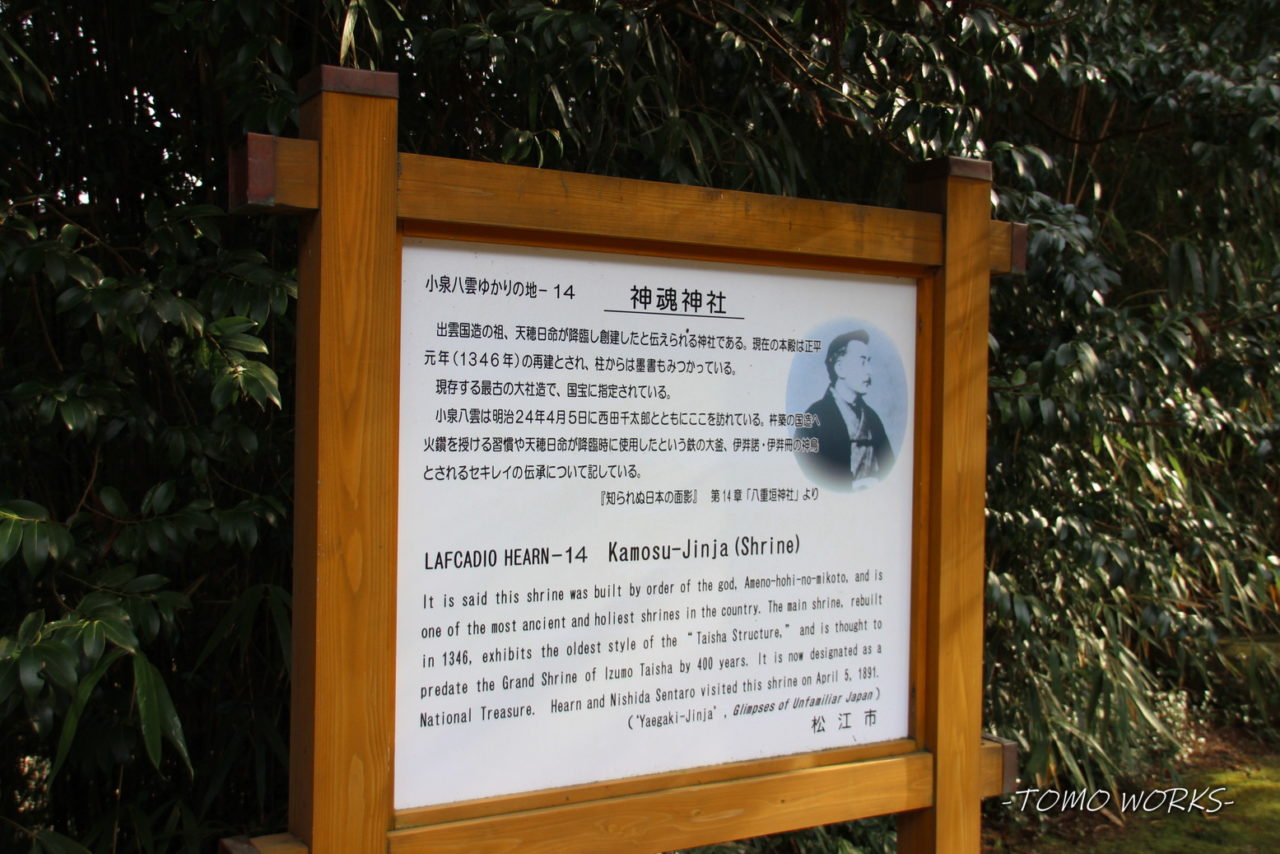 小泉八雲ゆかりの地－14 神魂神社
出雲国造の祖、天穂日命が降臨し創建したと伝えられる神社である。現在の本殿は正平
元年（1346年）の再建とされ、柱からは墨書もみつかっている。
現存する最古の大社造で、国宝に指定されている。
小泉八雲は明治24年4月5日に西田千太郎とともにここを訪れている。杵築の国造へ
火鑽を授ける習慣や天穂日命が降臨時に使用したという鉄の大釜、伊弉諾・伊弉冊の神鳥
とされるセキレイの伝承について記している。
『知られぬ日本の面影』 第14章「八重垣神社」より
LAFCADIO HEARN－14 Kamosu-Jinja (Shrine)
It is said this shrine was built by order of the god, Ameno-hohi-no-mikoto, and is
one of the most ancient and holiest shrines in the country. The main shrine, rebuilt
in 1346, exhibits the oldest style of the “Taisha Structure,” and is thought to
predate the Grand Shrine of Izumo Taisha by 400 years. It is now designated as a
National Treasure. Hearn and Nishida Sentaro visited this shrine on April 5, 1891.
(‘Yaegaki-Jinja’, Glimpses of Unfamiliar Japan)
松江市
-TOMO WORKS-